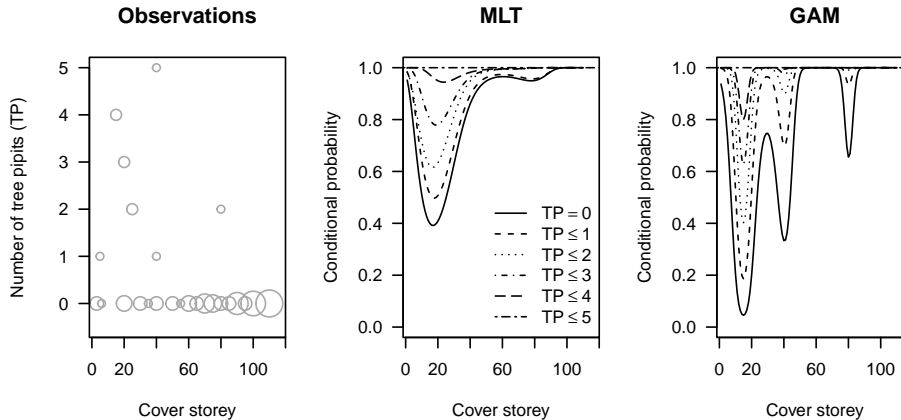 Observations
Number of tree pipits (TP)
5
4
3
2
1
0
0
20
60
100
Cover storey
MLT
Conditional probability
1.0
0.8
0.6
0.4
0.2
0.0
TP = 0
TP ≤ 1
TP ≤ 2
TP ≤ 3
TP ≤ 4
TP ≤ 5
0
20
60
100
Cover storey
GAM
Conditional probability
1.0
0.8
0.6
0.4
0.2
0.0
0
20
60
100
Cover storey